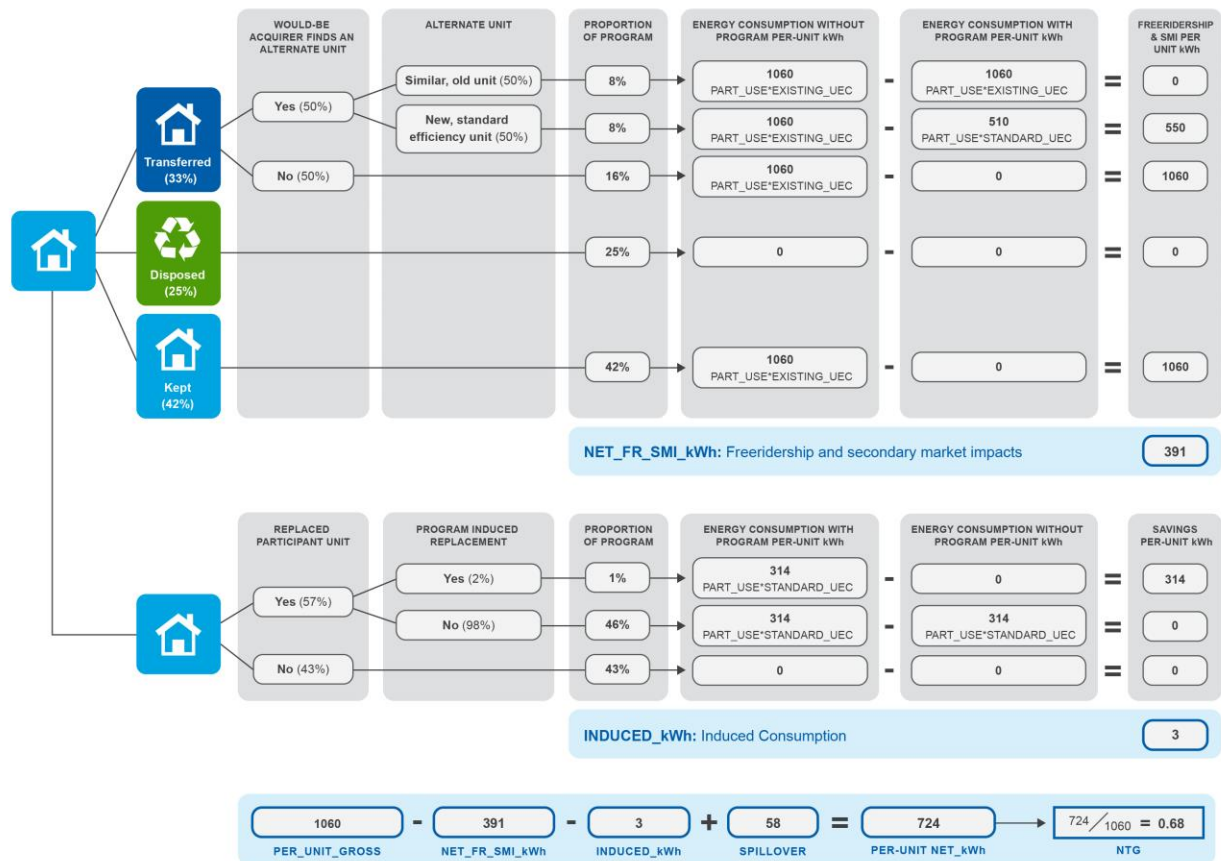 WOULD-BE
ACQUIRER FINDS AN
ALTERNATE UNIT
ALTERNATE UNIT
PROPORTION
OF PROGRAM
ENERGY CONSUMPTION WITHOUT
PROGRAM PER-UNIT kWh
ENERGY CONSUMPTION WITH
PROGRAM PER-UNIT kWh
FREERIDERSHIP
& SMI PER
UNIT kWh
Transferred
(33%)
Yes (50%)
Similar, old unit (50%)
8%
1060
PART_USE*EXISTING_UEC
-
1060
PART_USE*EXISTING_UEC
=
0
New, standard
efficiency unit (50%)
8%
1060
PART_USE*EXISTING_UEC
-
510
PART_USE*STANDARD_UEC
=
550
No (50%)
16%
1060
PART_USE*EXISTING_UEC
-
0
=
1060
Disposed
(25%)
25%
0
-
0
=
0
Kept
(42%)
42%
1060
PART_USE*EXISTING_UEC
-
0
=
1060
NET_FR_SMI_kWh: Freeridership and secondary market impacts
391
REPLACED
PARTICIPANT UNIT
PROGRAM INDUCED
REPLACEMENT
PROPORTION
OF PROGRAM
ENERGY CONSUMPTION WITH
PROGRAM PER-UNIT kWh
ENERGY CONSUMPTION WITHOUT
PROGRAM PER-UNIT kWh
SAVINGS
PER-UNIT kWh
Yes (57%)
Yes (2%)
1%
314
PART_USE*STANDARD_UEC
-
0
=
314
No (98%)
46%
314
PART_USE*STANDARD_UEC
-
314
PART_USE*STANDARD_UEC
=
0
No (43%)
43%
0
-
0
=
0
INDUCED_kWh: Induced Consumption
3
1060 - 391 - 3 + 58 = 724
724/1060 = 0.68
PER_UNIT_GROSS
NET_FR_SMI_kWh
INDUCED_kWh
SPILLOVER
PER-UNIT NET_kWh
NTG